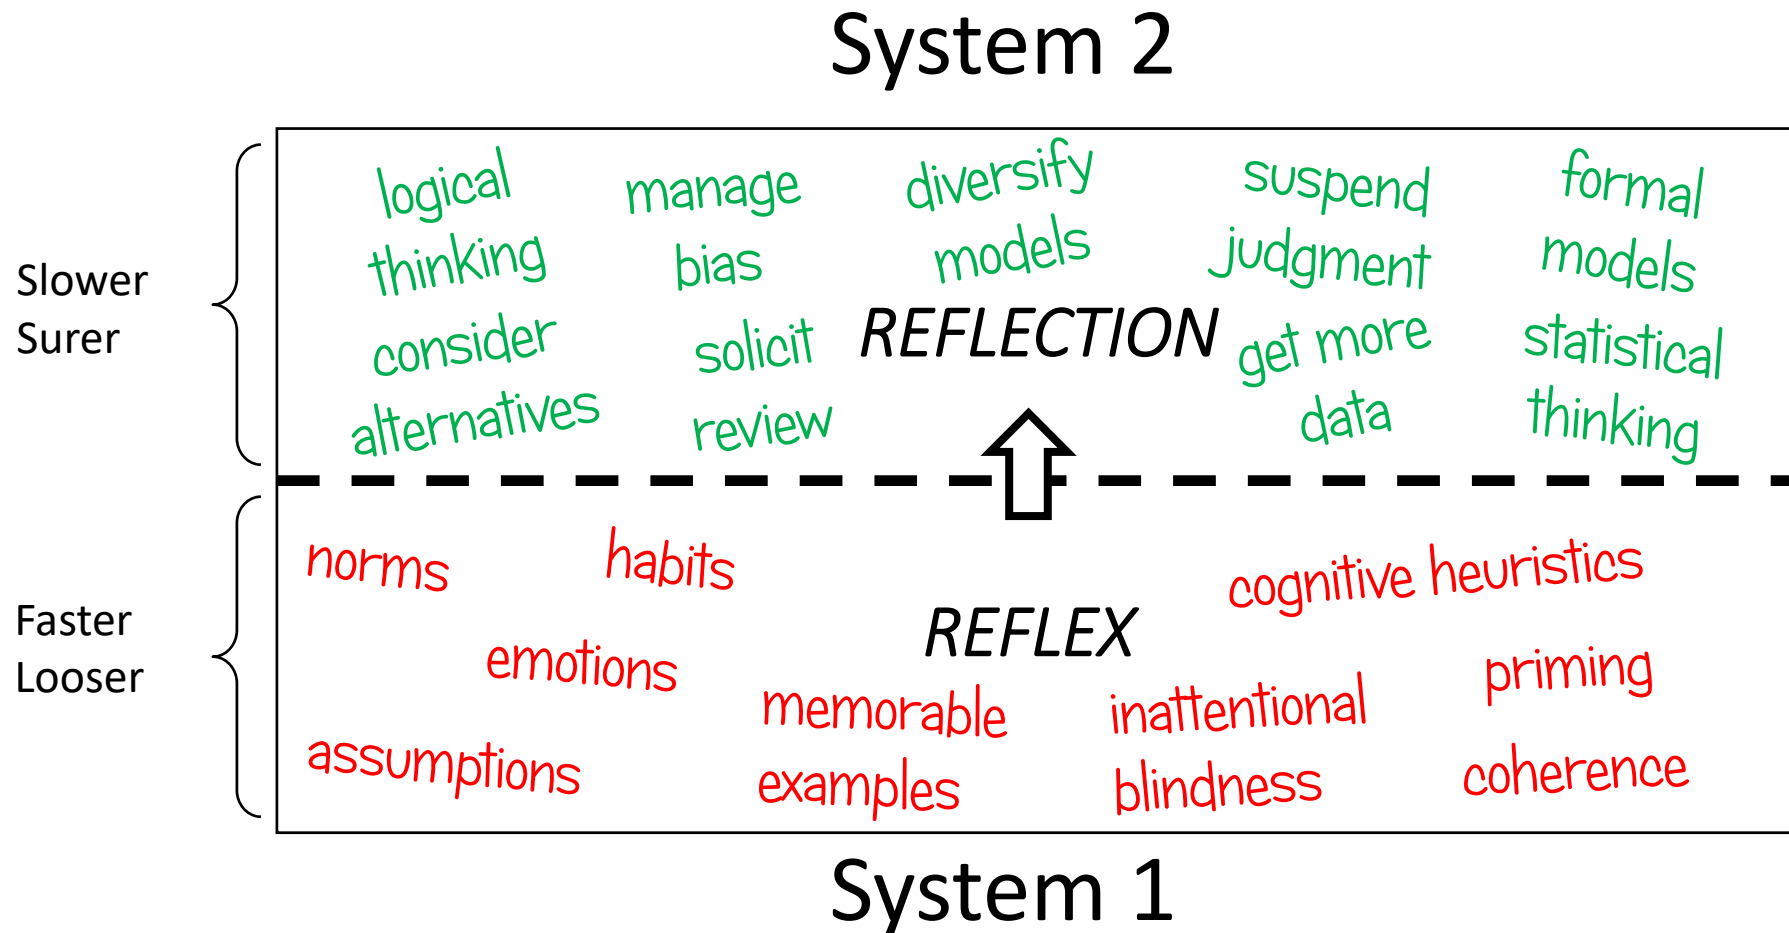 System 2
Slower
Surer
logical
thinking
manage
bias
diversify
models
suspend
judgment
formal
models
consider
alternatives
solicit
review
REFLECTION
get more
data
statistical
thinking
Faster
Looser
norms
habits
REFLEX
cognitive heuristics
emotions
memorable
examples
inattentional
blindness
priming
assumptions
coherence
System 1